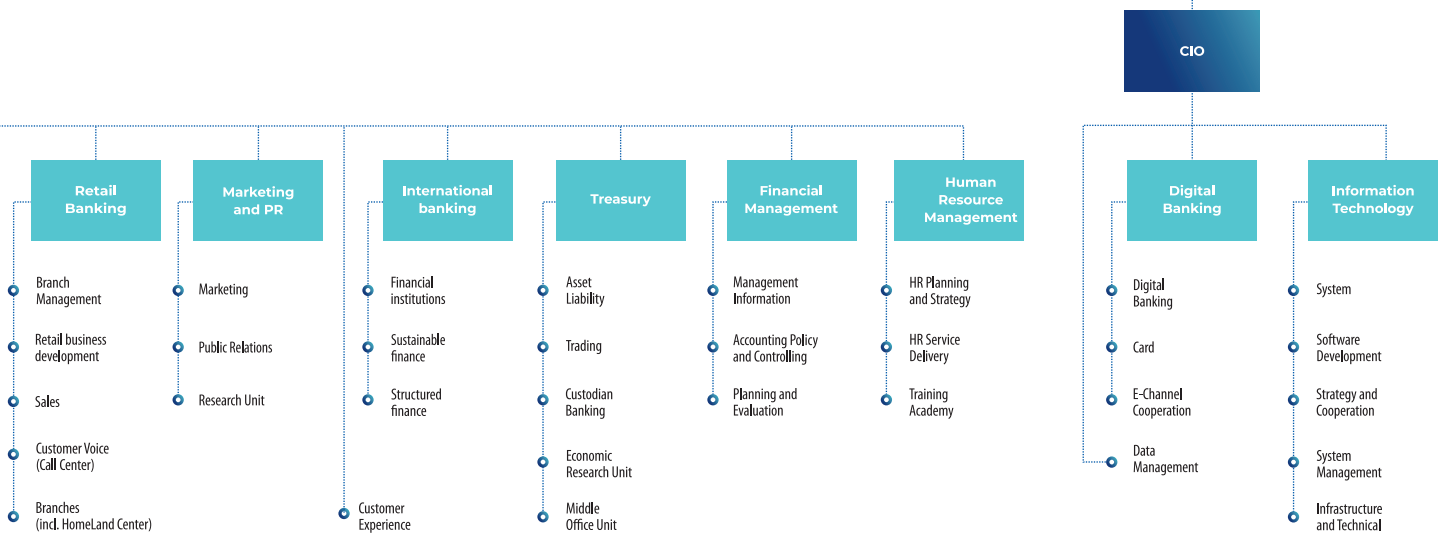 CIO
Retail
Banking
Marketing
and PR
International
banking
Treasury
Financial
Management
Human
Resource
Management
Digital
Banking
Information
Technology
Branch
Management
Retail business
development
Sales
Customer Voice
(Call Center)
Branches
(incl. HomeLand Center)
Marketing
Public Relations
Research Unit
Customer
Experience
Financial
institutions
Sustainable
finance
Structured
finance
Asset
Liability
Trading
Custodian
Banking
Economic
Research Unit
Middle
Office Unit
Management
Information
Accounting Policy
and Controlling
Planning and
Evaluation
HR Planning
and Strategy
HR Service
Delivery
Training
Academy
Digital
Banking
Card
E-Channel
Cooperation
Data
Management
System
Software
Development
Strategy and
Cooperation
System
Management
Infrastructure
and Technical